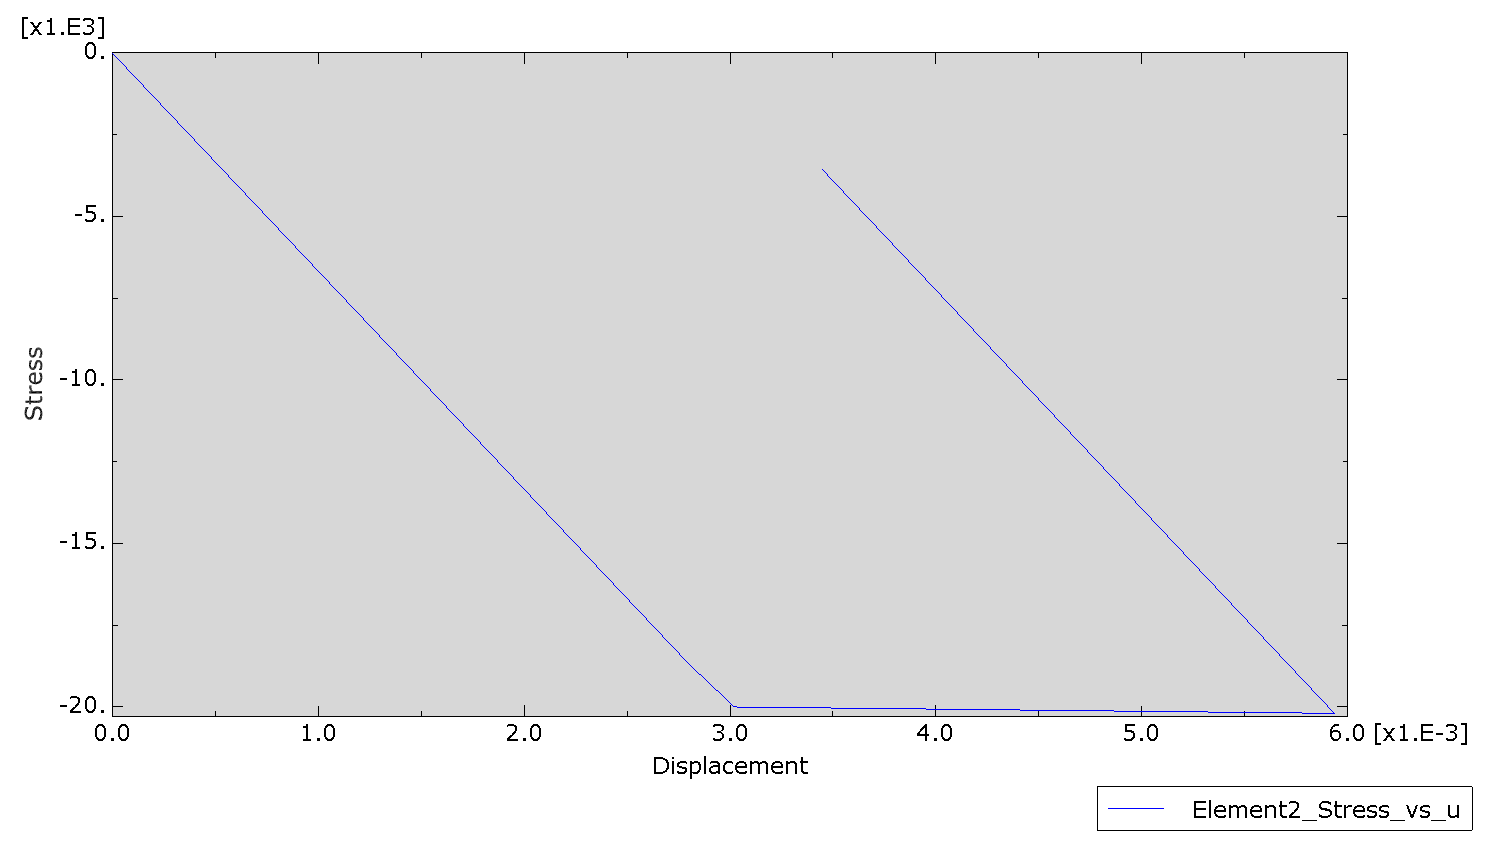 [x1.E3]
0.
-5.
-10.
Stress
-15.
-20.
0.0 1.0 2.0 3.0 4.0 5.0 6.0 [x1.E-3]
Displacement
Element2_Stress_vs_u